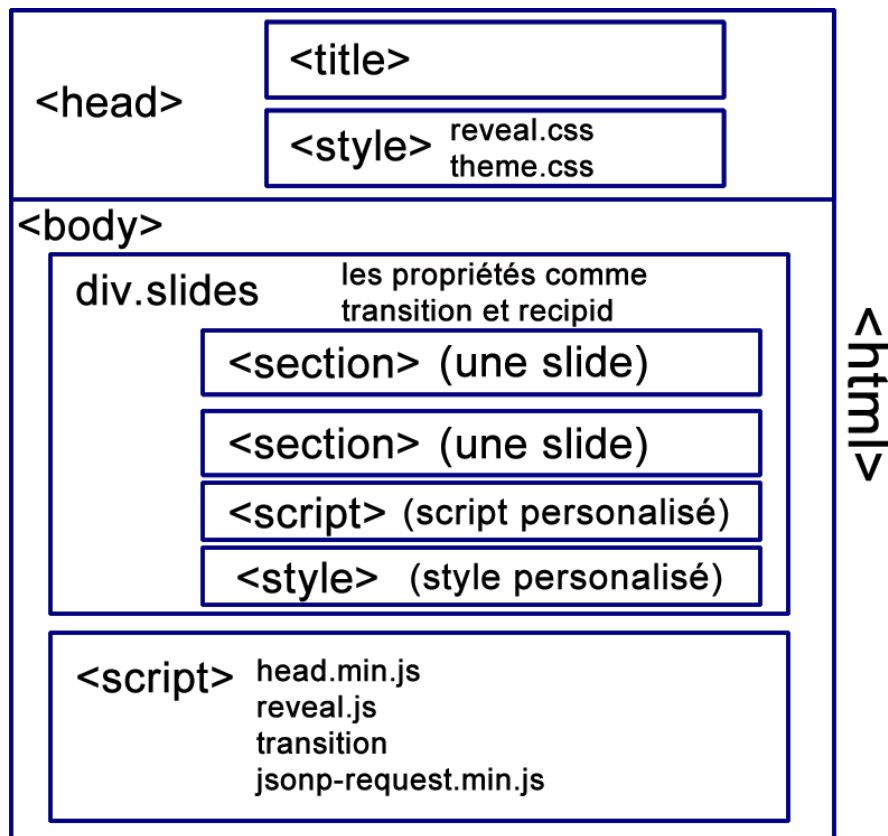 <title>
<head>
<style> reveal.css
theme.css
<body>
div.slides
les propriétés comme
transition et recipid
<section> (une slide)
<section> (une slide)
<script> (script personalisé)
<style> (style personalisé)
<html>
<script> head.min.js
reveal.js
transition
jsonp-request.min.js